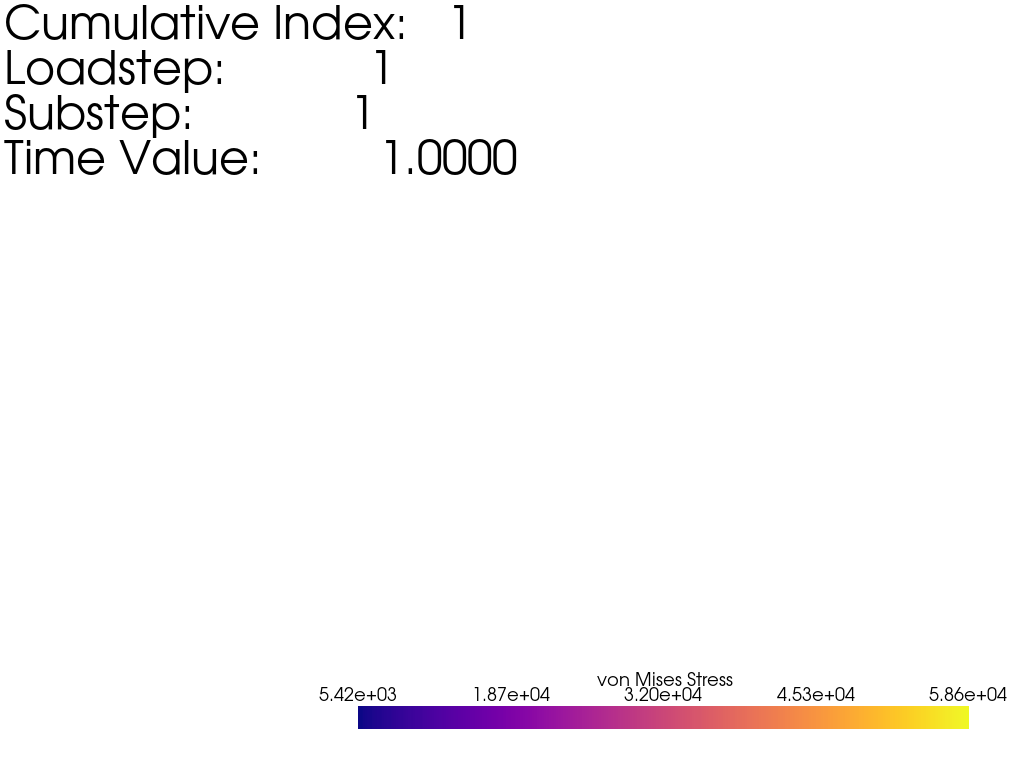 Cumulative Index: 1
Loadstep: 1
Substep: 1
Time Value: 1.0000
von Mises Stress
5.42e+03 1.87e+04 3.20e+04 4.53e+04 5.86e+04